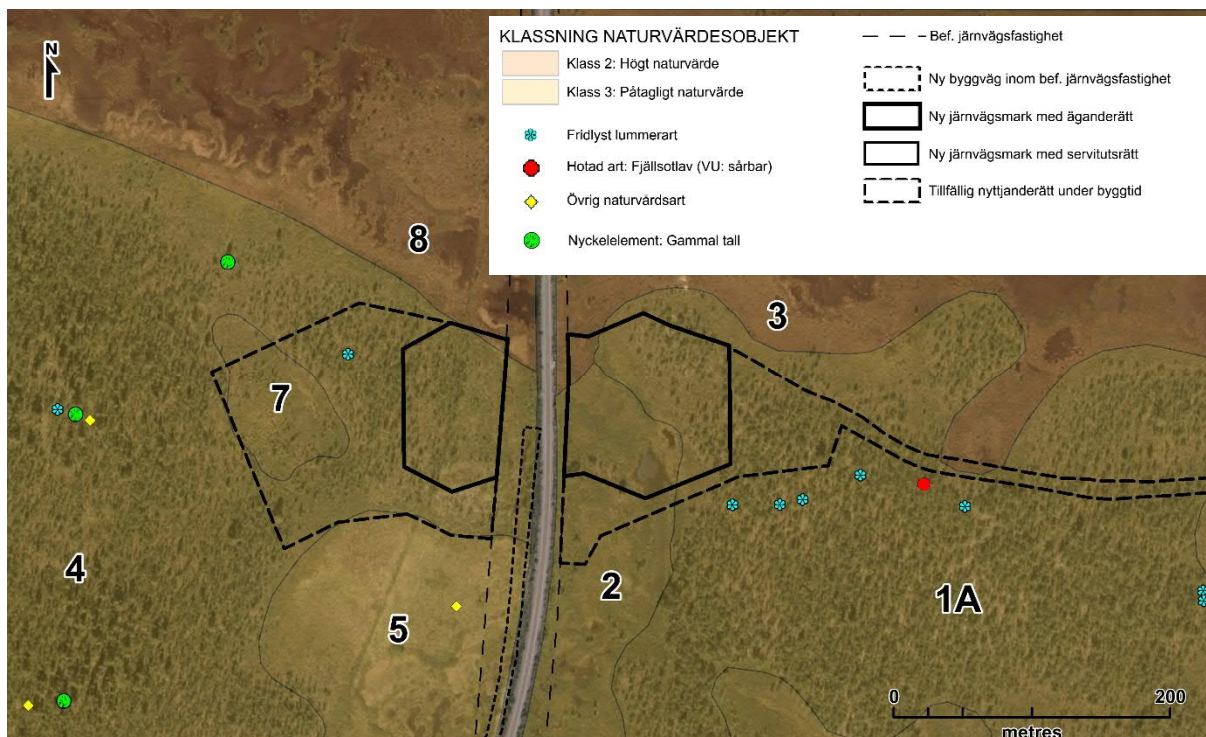 N
KLASSNING NATURVÄRDESOBJEKT
Klass 2: Högt naturvärde
Klass 3: Påtagligt naturvärde
Fridlyst lummerart
Hotad art: Fjällsotlav (VU: sårbar)
Övrig naturvårdsart
Nyckelelement: Gammal tall
Bef. järnvägsfastighet
Ny byggväg inom bef. järnvägsfastighet
Ny järnvägsmark med äganderätt
Ny järnvägsmark med servitutsrätt
Tillfällig nyttjanderätt under byggtid
8
3
7
4
2
1A
5
0 200
metres